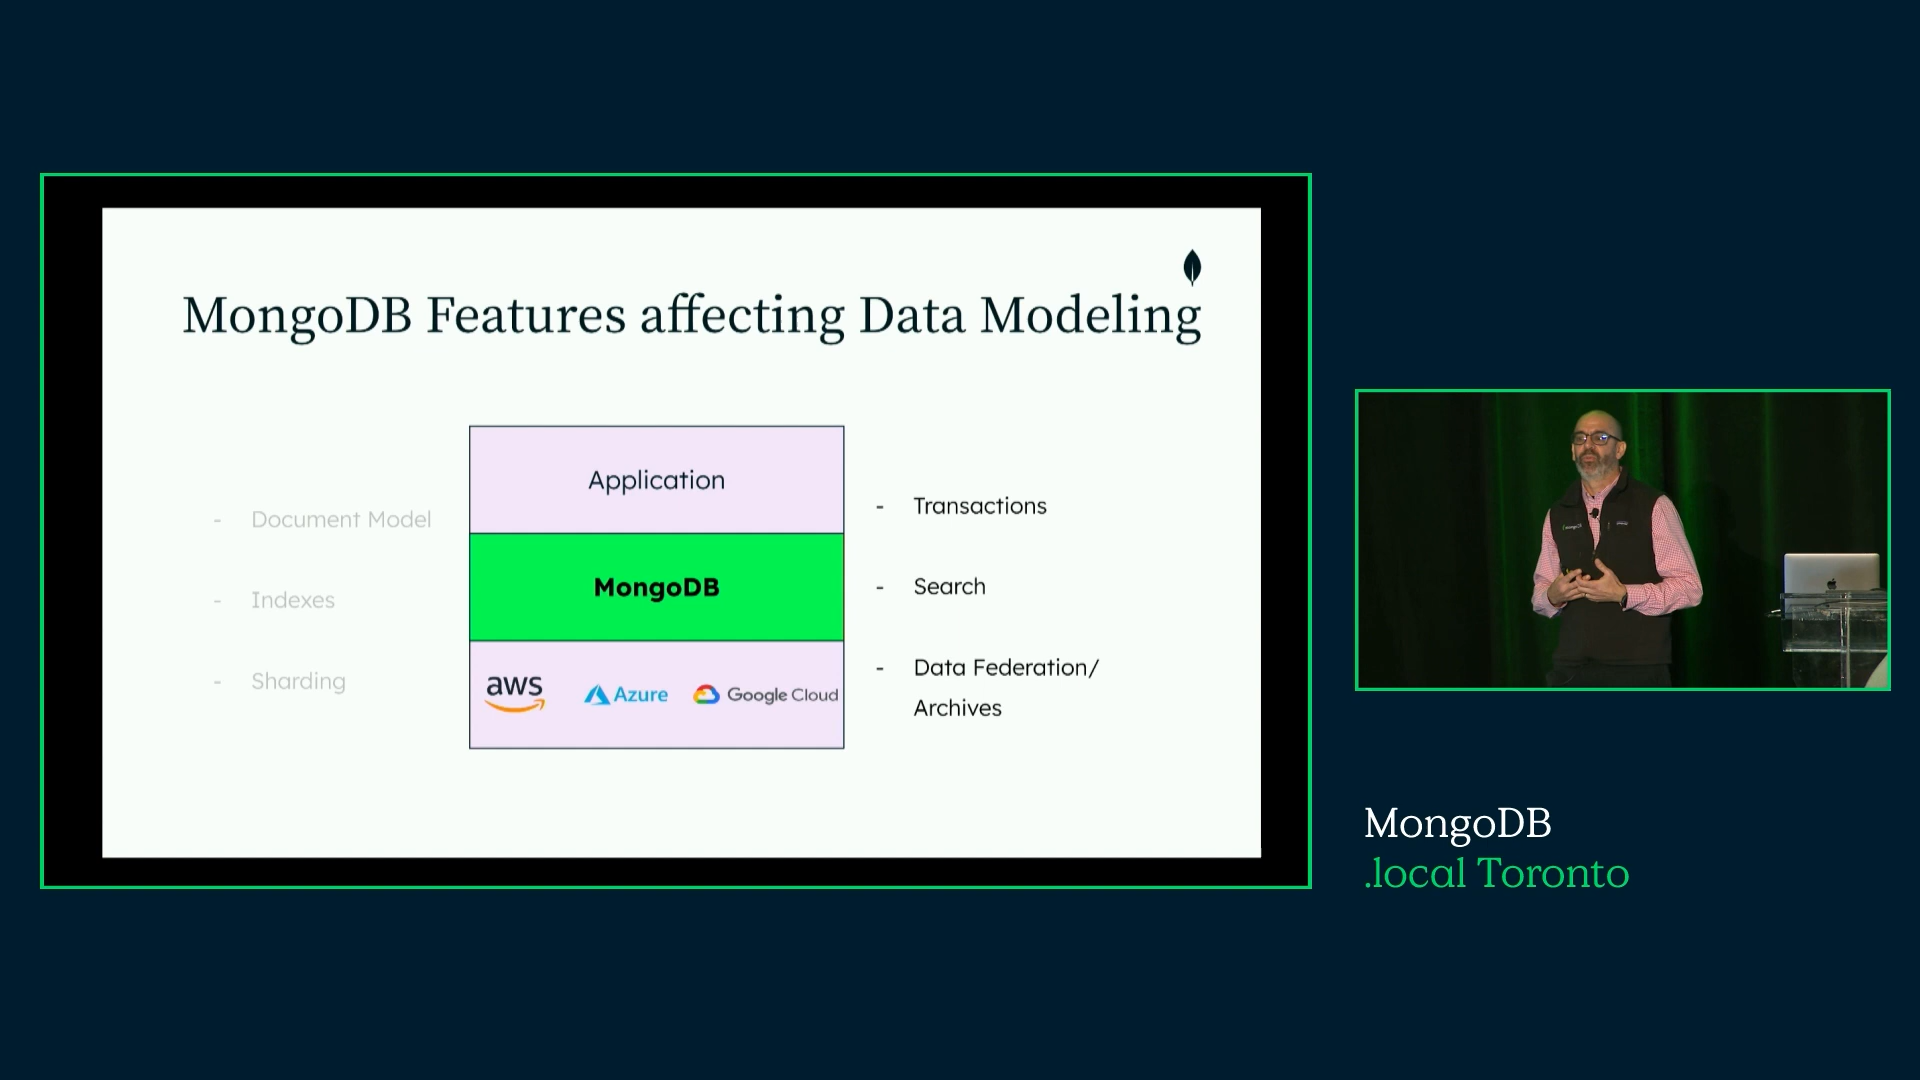 MongoDB Features affecting Data Modeling
- Document Model
- Indexes
- Sharding
Application
MongoDB
aws Azure Google Cloud
- Transactions
- Search
- Data Federation/
Archives
MongoDB
.local Toronto